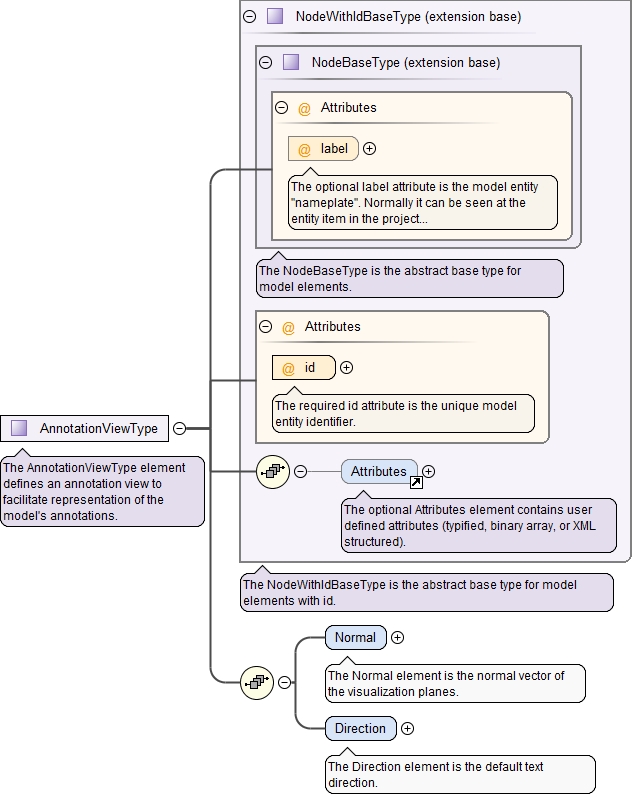 NodeWithIdBaseType (extension base)
NodeBaseType (extension base)
@ Attributes
@ label
The optional label attribute is the model entity
"nameplate". Normally it can be seen at the
entity item in the project...
The NodeBaseType is the abstract base type for
model elements.
@ Attributes
@ id
The required id attribute is the unique model
entity identifier.
AnnotationViewType
The AnnotationViewType element
defines an annotation view to
facilitate representation of the
model's annotations.
Attributes
The optional Attributes element contains user
defined attributes (typified, binary array, or XML
structured).
The NodeWithIdBaseType is the abstract base type for model
elements with id.
Normal
The Normal element is the normal vector of
the visualization planes.
Direction
The Direction element is the default text
direction.